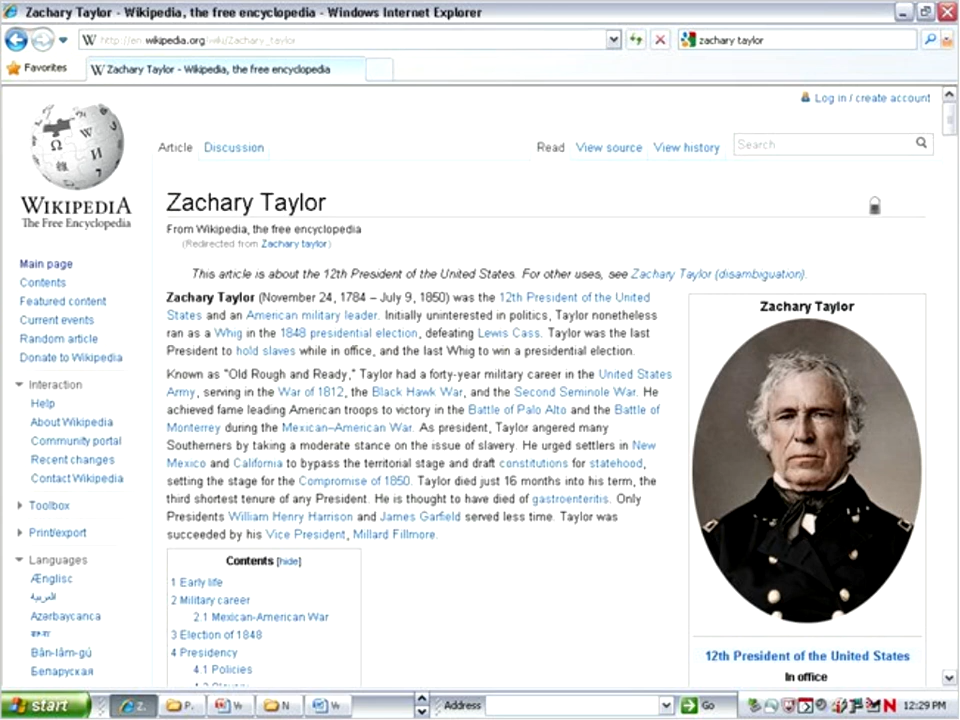 Zachary Taylor - Wikipedia, the free encyclopedia - Windows Internet Explorer
http://en.wikipedia.org/wiki/Zachary_taylor
zachary taylor
Favorites
Zachary Taylor - Wikipedia, the free encyclopedia
Log in / create account
Article Discussion
Read View source View history
Search
WIKIPEDIA
The Free Encyclopedia
Main page
Contents
Featured content
Current events
Random article
Donate to Wikipedia
Interaction
Help
About Wikipedia
Community portal
Recent changes
Contact Wikipedia
Toolbox
Print/export
Languages
Ænglisc
العربية
Azərbaycanca
Bân-lâm-gú
Беларуская
Zachary Taylor
From Wikipedia, the free encyclopedia
(Redirected from Zachary taylor)
This article is about the 12th President of the United States. For other uses, see Zachary Taylor (disambiguation).
Zachary Taylor (November 24, 1784 – July 9, 1850) was the 12th President of the United
States and an American military leader. Initially uninterested in politics, Taylor nonetheless
ran as a Whig in the 1848 presidential election, defeating Lewis Cass. Taylor was the last
President to hold slaves while in office, and the last Whig to win a presidential election.
Known as "Old Rough and Ready," Taylor had a forty-year military career in the United States
Army, serving in the War of 1812, the Black Hawk War, and the Second Seminole War. He
achieved fame leading American troops to victory in the Battle of Palo Alto and the Battle of
Monterrey during the Mexican–American War. As president, Taylor angered many
Southerners by taking a moderate stance on the issue of slavery. He urged settlers in New
Mexico and California to bypass the territorial stage and draft constitutions for statehood,
setting the stage for the Compromise of 1850. Taylor died just 16 months into his term, the
third shortest tenure of any President. He is thought to have died of gastroenteritis. Only
Presidents William Henry Harrison and James Garfield served less time. Taylor was
succeeded by his Vice President, Millard Fillmore.
Contents [hide]
1 Early life
2 Military career
2.1 Mexican-American War
3 Election of 1848
4 Presidency
4.1 Policies
Zachary Taylor
12th President of the United States
In office
start
Z.
P.
W
N
W
Address
Go
12:29 PM